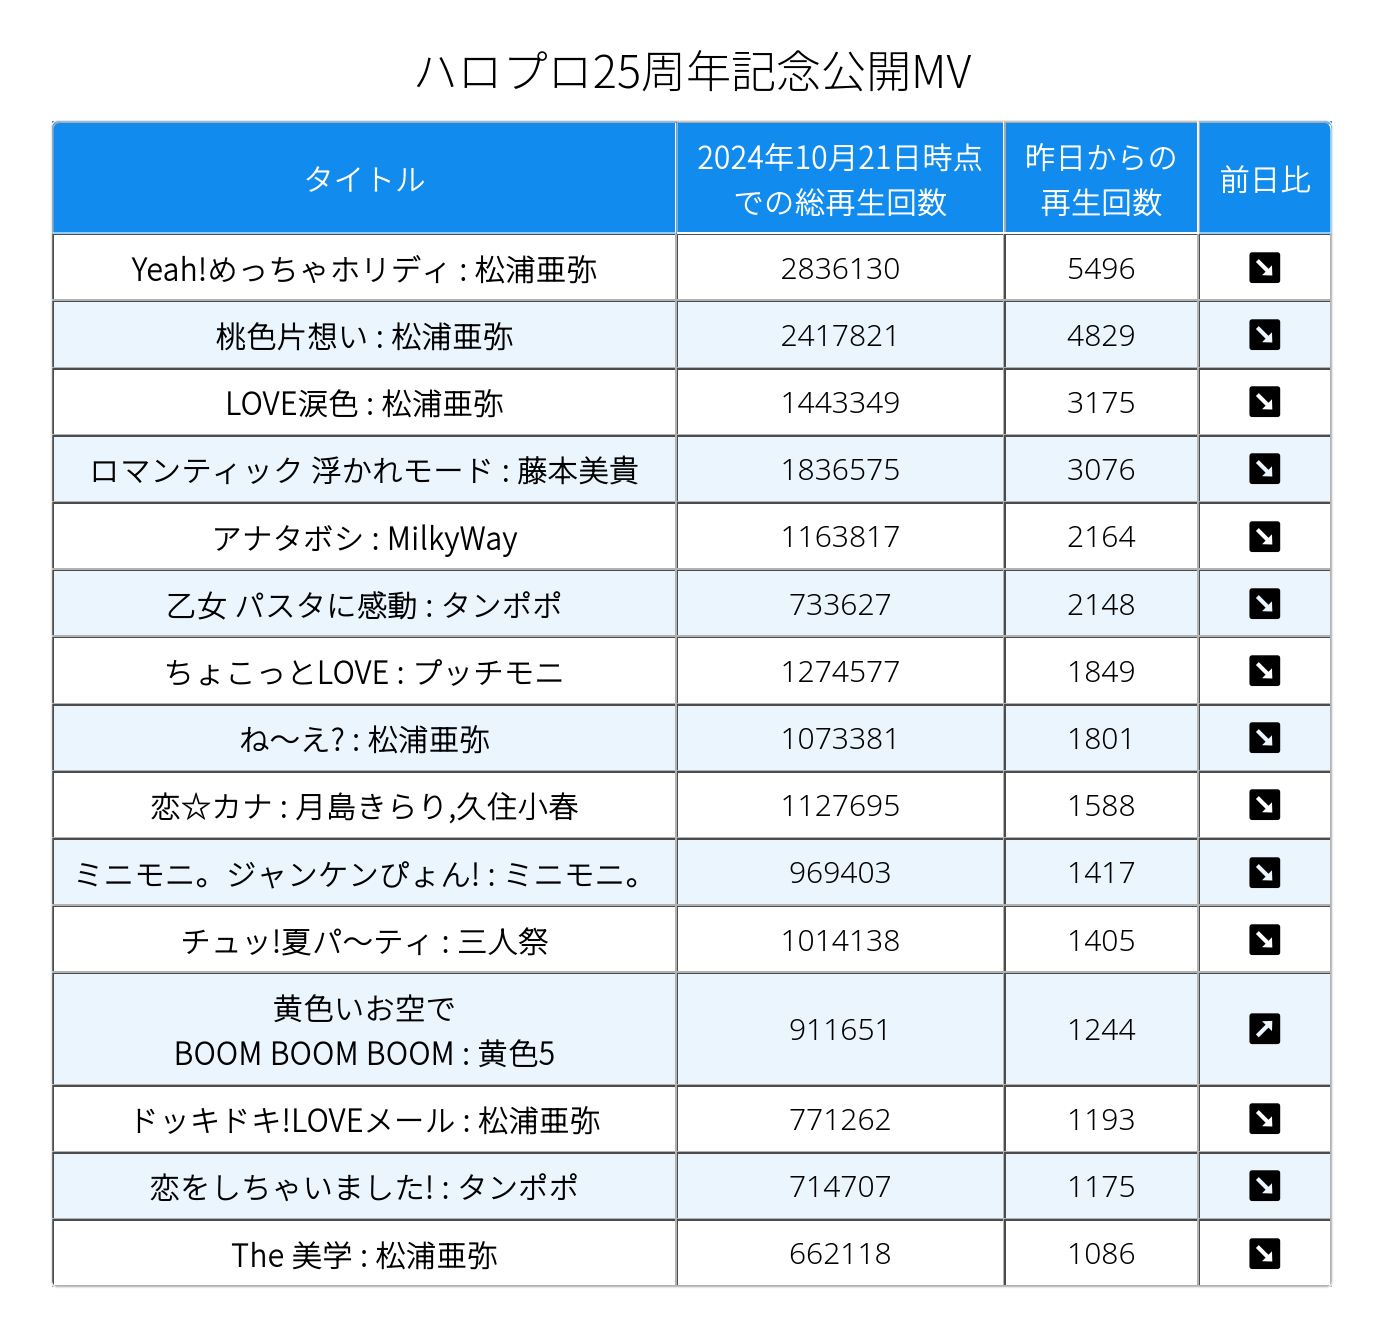 ハロプロ25周年記念公開MV
タイトル
2024年10月21日時点
での総再生回数
昨日からの
再生回数
前日比
Yeah!めっちゃホリディ : 松浦亜弥 2836130 5496 ↘
桃色片想い : 松浦亜弥 2417821 4829 ↘
LOVE涙色 : 松浦亜弥 1443349 3175 ↘
ロマンティック 浮かれモード : 藤本美貴 1836575 3076 ↘
アナタボシ : MilkyWay 1163817 2164 ↘
乙女 パスタに感動 : タンポポ 733627 2148 ↘
ちょこっとLOVE : プッチモニ 1274577 1849 ↘
ね〜え? : 松浦亜弥 1073381 1801 ↘
恋☆カナ : 月島きらり,久住小春 1127695 1588 ↘
ミニモニ。ジャンケンぴょん! : ミニモニ。 969403 1417 ↘
チュッ!夏パ〜ティ : 三人祭 1014138 1405 ↘
黄色いお空で
BOOM BOOM BOOM : 黄色5 911651 1244 ↗
ドッキドキ!LOVEメール : 松浦亜弥 771262 1193 ↘
恋をしちゃいました! : タンポポ 714707 1175 ↘
The 美学 : 松浦亜弥 662118 1086 ↘